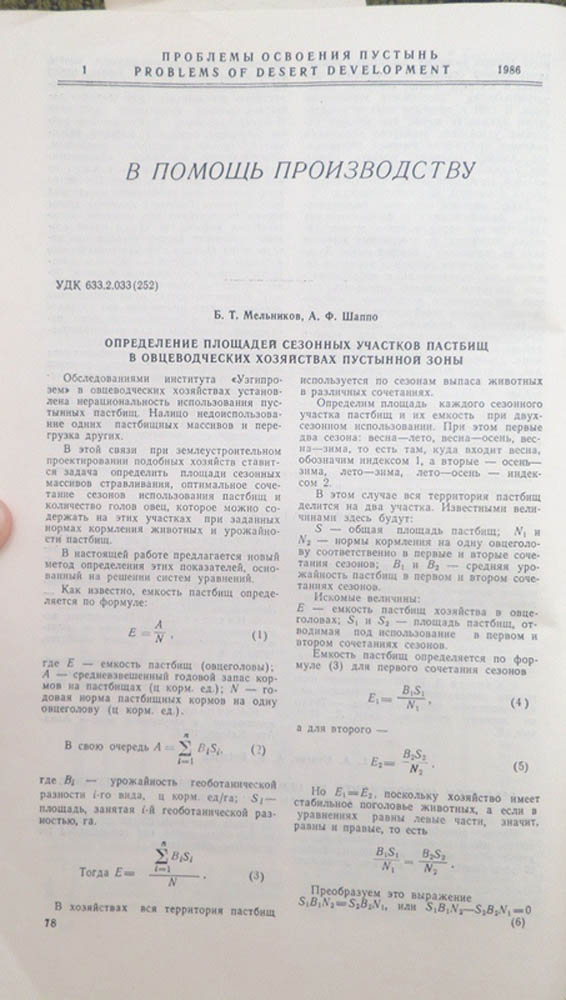 ПРОБЛЕМЫ ОСВОЕНИЯ ПУСТЫНЬ
1 PROBLEMS OF DESERT DEVELOPMENT 1986
В ПОМОЩЬ ПРОИЗВОДСТВУ
УДК 633.2.033(252)
Б. Т. Мельников, А. Ф. Шаппо
ОПРЕДЕЛЕНИЕ ПЛОЩАДЕЙ СЕЗОННЫХ УЧАСТКОВ ПАСТБИЩ
В ОВЦЕВОДЧЕСКИХ ХОЗЯЙСТВАХ ПУСТЫННОЙ ЗОНЫ
Обследованиями института «Узгипро-
зем» в овцеводческих хозяйствах установ-
лена нерациональность использования пус-
тынных пастбищ. Налицо недоиспользова-
ние одних пастбищных массивов и пере-
грузка других.
В этой связи при землеустроительном
проектировании подобных хозяйств ставит-
ся задача определить площади сезонных
массивов стравливания, оптимальное соче-
тание сезонов использования пастбищ и
количество голов овец, которое можно со-
держать на этих участках при заданных
нормах кормления животных и урожайно-
сти пастбищ.
В настоящей работе предлагается новый
метод определения этих показателей, осно-
ванный на решении систем уравнений.
Как известно, емкость пастбищ опреде-
ляется по формуле:
E = A/N , (1)
где E — емкость пастбищ (овцеголовы);
A — средневзвешенный годовой запас кор-
мов на пастбищах (ц корм. ед.); N — го-
довая норма пастбищных кормов на одну
овцеголову (ц корм. ед.).
В свою очередь A = n∑i=1 BiSi, (2)
где Bi — урожайность геоботанической
разности i-го вида, ц корм. ед/га; Si—
площадь, занятая i-й геоботанической раз-
ностью, га.
Тогда E= n∑i=1 BiSi / N . (3)
В хозяйствах вся территория пастбищ
78
используется по сезонам выпаса животных
в различных сочетаниях.
Определим площадь каждого сезонного
участка пастбищ и их емкость при двух-
сезонном использовании. При этом первые
два сезона: весна—лето, весна—осень, вес-
на—зима, то есть там, куда входит весна,
обозначим индексом 1, а вторые — осень—
зима, лето—зима, лето—осень — индек-
сом 2.
В этом случае вся территория пастбищ
делится на два участка. Известными вели-
чинами здесь будут:
S — общая площадь пастбищ; N₁ и
N₂ — нормы кормления на одну овцеголо-
ву соответственно в первые и вторые соче-
тания сезонов; B₁ и B₂ — средняя уро-
жайность пастбищ в первом и втором соче-
таниях сезонов.
Искомые величины:
E — емкость пастбищ хозяйства в овце-
головах; S₁ и S₂ — площадь пастбищ, от-
водимая под использование в первом и
втором сочетаниях сезонов.
Емкость пастбищ определяется по фор-
муле (3) для первого сочетания сезонов
E₁= B₁S₁/N₁ , (4)
а для второго —
E₂= B₂S₂/N₂ . (5)
Но E₁=E₂, поскольку хозяйство имеет
стабильное поголовье животных, а если в
уравнениях равны левые части, значит,
равны и правые, то есть
B₁S₁/N₁ = B₂S₂/N₂ .
Преобразуем это выражение
S₁B₁N₂=S₂B₂N₁, или S₁B₁N₂—S₂B₂N₁=0
(6)